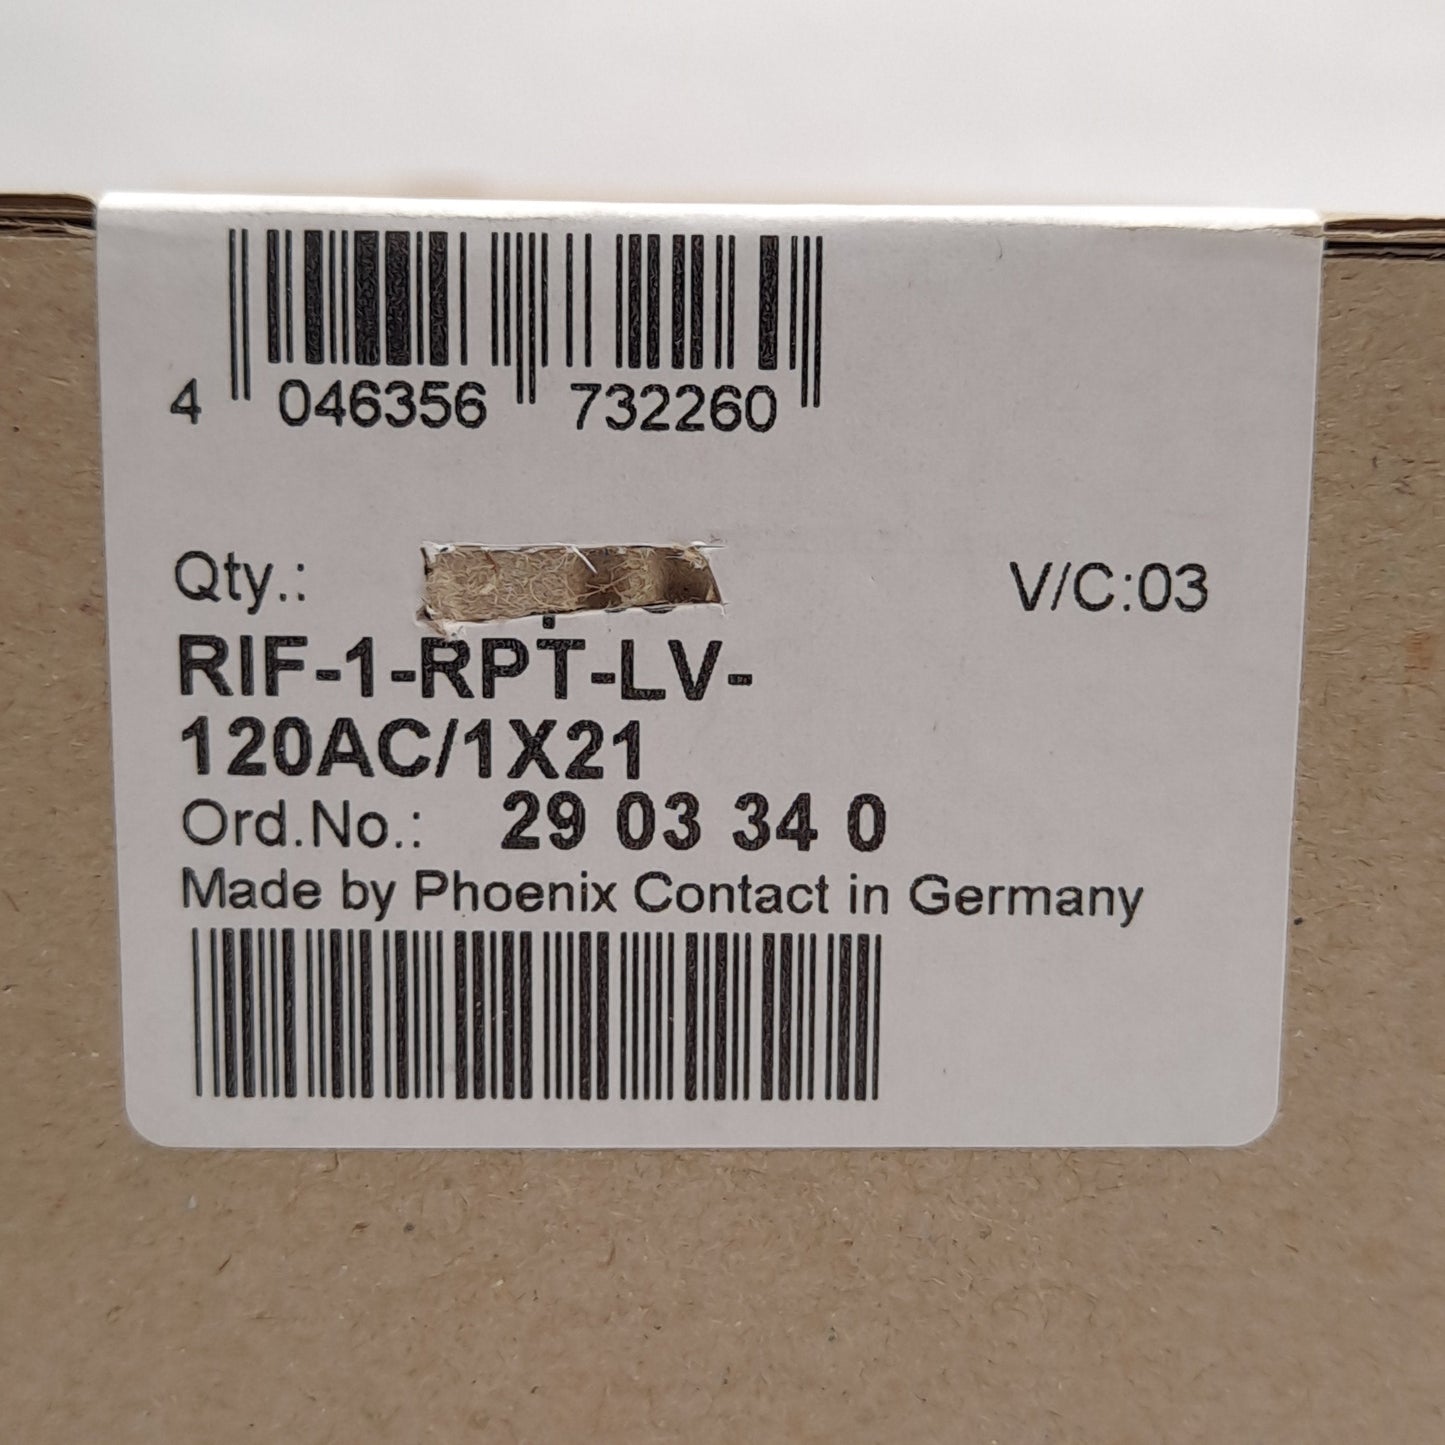 4 046356 732260
Qty.: V/C:03
RIF-1-RPT-LV-
120AC/1X21
Ord.No.: 29 03 34 0
Made by Phoenix Contact in Germany